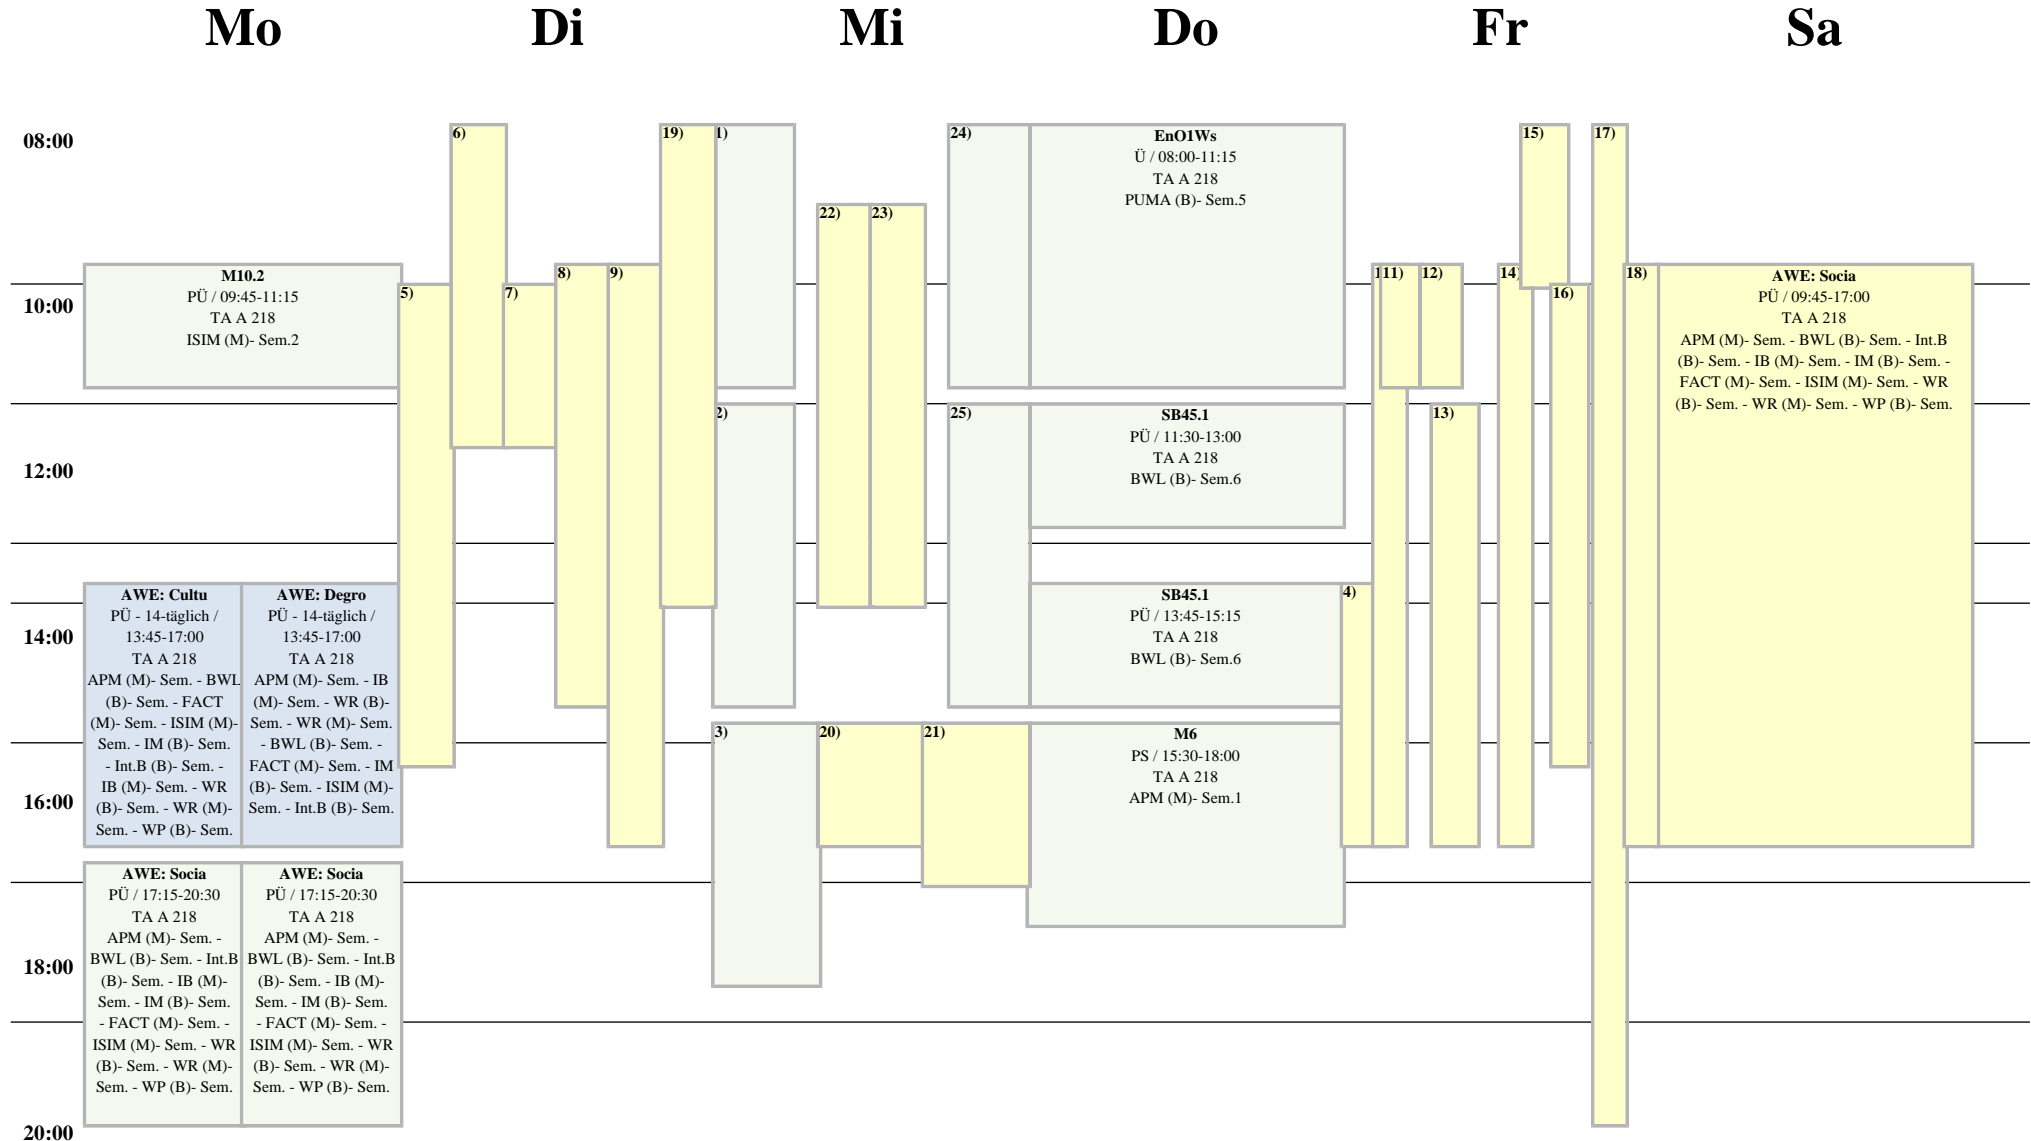 Mo Di Mi Do Fr Sa
08:00
10:00
12:00
14:00
16:00
18:00
20:00
M10.2
PÜ / 09:45-11:15
TA A 218
ISIM (M)- Sem.2
AWE: Cultu
PÜ - 14-täglich /
13:45-17:00
TA A 218
APM (M)- Sem. - BWL
(B)- Sem. - FACT
(M)- Sem. - ISIM (M)-
Sem. - IM (B)- Sem.
- Int.B (B)- Sem. -
IB (M)- Sem. - WR
(B)- Sem. - WR (M)-
Sem. - WP (B)- Sem.
AWE: Degro
PÜ - 14-täglich /
13:45-17:00
TA A 218
APM (M)- Sem. - IB
(M)- Sem. - WR (B)-
Sem. - WR (M)- Sem.
- BWL (B)- Sem. -
FACT (M)- Sem. - IM
(B)- Sem. - ISIM (M)-
Sem. - Int.B (B)- Sem.
AWE: Socia
PÜ / 17:15-20:30
TA A 218
APM (M)- Sem. -
BWL (B)- Sem. - Int.B
(B)- Sem. - IB (M)-
Sem. - IM (B)- Sem.
- FACT (M)- Sem. -
ISIM (M)- Sem. - WR
(B)- Sem. - WR (M)-
Sem. - WP (B)- Sem.
AWE: Socia
PÜ / 17:15-20:30
TA A 218
APM (M)- Sem. -
BWL (B)- Sem. - Int.B
(B)- Sem. - IB (M)-
Sem. - IM (B)- Sem.
- FACT (M)- Sem. -
ISIM (M)- Sem. - WR
(B)- Sem. - WR (M)-
Sem. - WP (B)- Sem.
5)
6)
7)
8)
9)
19)
1)
2)
3)
22)
23)
20)
21)
24)
25)
EnO1Ws
Ü / 08:00-11:15
TA A 218
PUMA (B)- Sem.5
SB45.1
PÜ / 11:30-13:00
TA A 218
BWL (B)- Sem.6
SB45.1
PÜ / 13:45-15:15
TA A 218
BWL (B)- Sem.6
M6
PS / 15:30-18:00
TA A 218
APM (M)- Sem.1
4)
11)
12)
13)
14)
15)
16)
17)
18)
AWE: Socia
PÜ / 09:45-17:00
TA A 218
APM (M)- Sem. - BWL (B)- Sem. - Int.B
(B)- Sem. - IB (M)- Sem. - IM (B)- Sem. -
FACT (M)- Sem. - ISIM (M)- Sem. - WR
(B)- Sem. - WR (M)- Sem. - WP (B)- Sem.